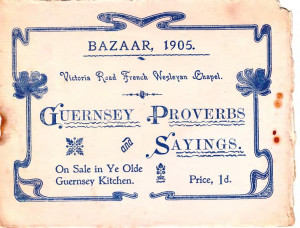 BAZAAR, 1905.
Victoria Road French Wesleyan Chapel.
GUERNSEY PROVERBS
and SAYINGS.
On Sale in Ye Olde
Guernsey Kitchen.
Price, 1d.